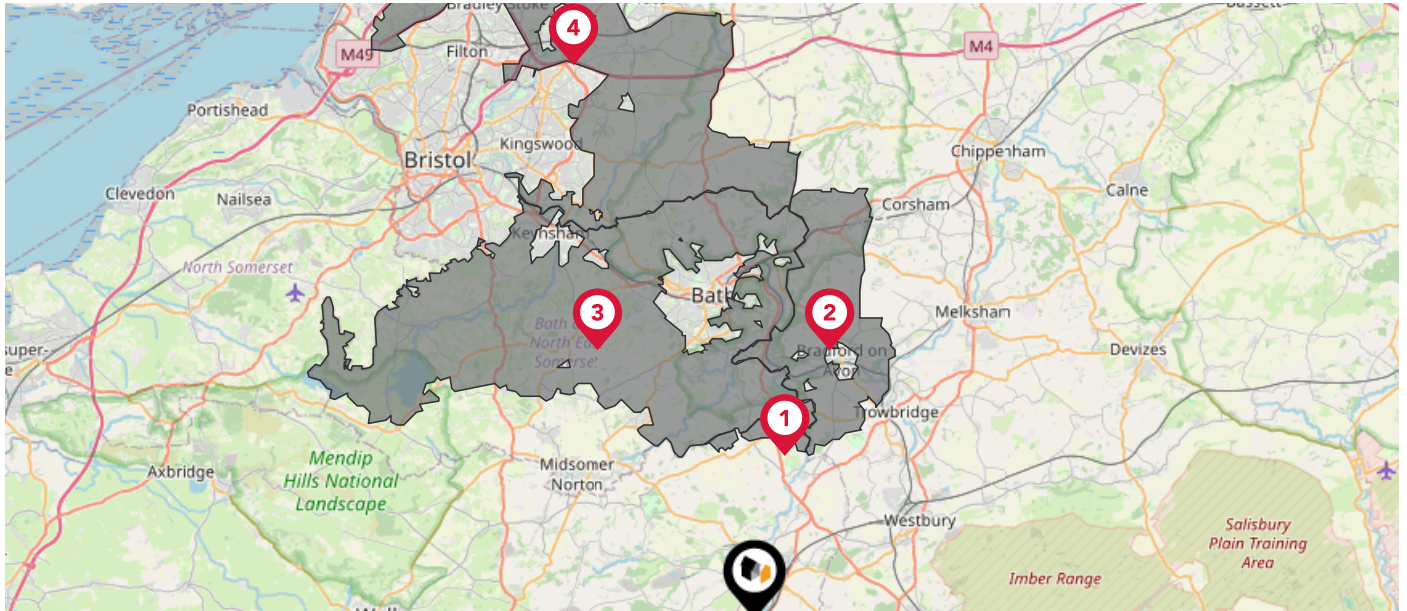 Bradley Stoke
Bassett
4
M49
Filton
M4
Portishead
Kingswood
Bristol
Chippenham
Clevedon
Nailsea
Calne
Corsham
Keynsham
North Somerset
Bath
3
2
Melksham
Bath
North Ea
Somerset
Bradford on
Avon
Devizes
super-
e
1
Trowbridge
Axbridge
Mendip
Hills National
Landscape
Midsomer
Norton
Westbury
Salisbury
Plain Training
Area
Imber Range